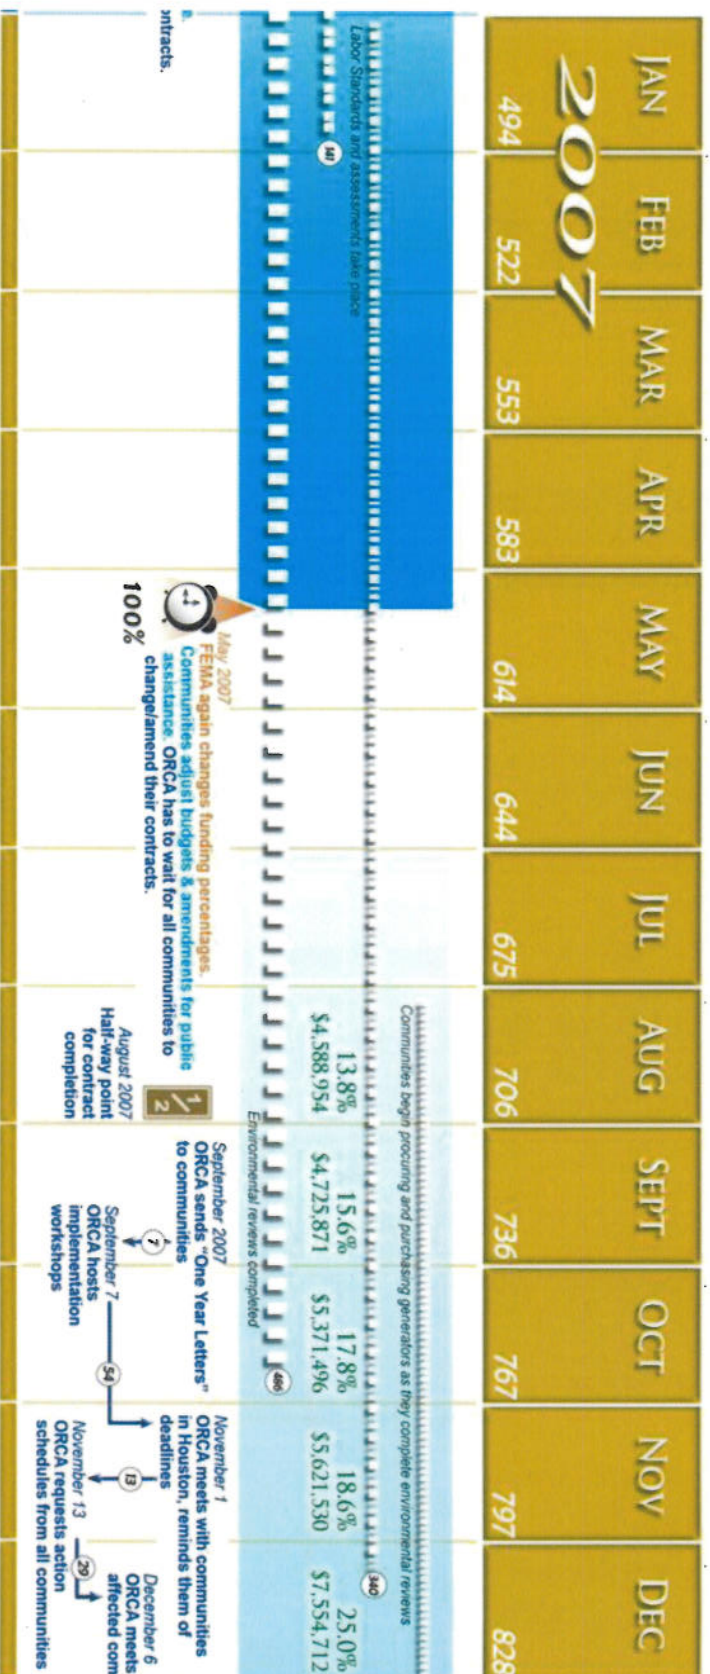 JAN
FEB
MAR
APR
MAY
JUN
JUL
AUG
SEPT
OCT
NOV
DEC
2007
494
522
553
583
614
644
675
706
736
767
797
828
Communities begin procuring and purchasing generators as they complete environmental reviews
340
Labor Standards and assessments take place
141
13.8%
$4,588,954
15.6%
$4,725,871
17.8%
$5,371,496
18.6%
$5,621,530
25.0%
$7,554,712
466
Environmental reviews completed
e.
ontracts.
100%
May 2007
FEMA again changes funding percentages.
Communities adjust budgets & amendments for public
assistance. ORCA has to wait for all communities to
change/amend their contracts.
1/2
August 2007
Half-way point
for contract
completion
September 2007
ORCA sends "One Year Letters"
to communities
7
September 7
ORCA hosts
implementation
workshops
54
November 1
ORCA meets with communities
in Houston, reminds them of
deadlines
13
November 13
ORCA requests action
schedules from all communities
29
December 6
ORCA meets
affected com